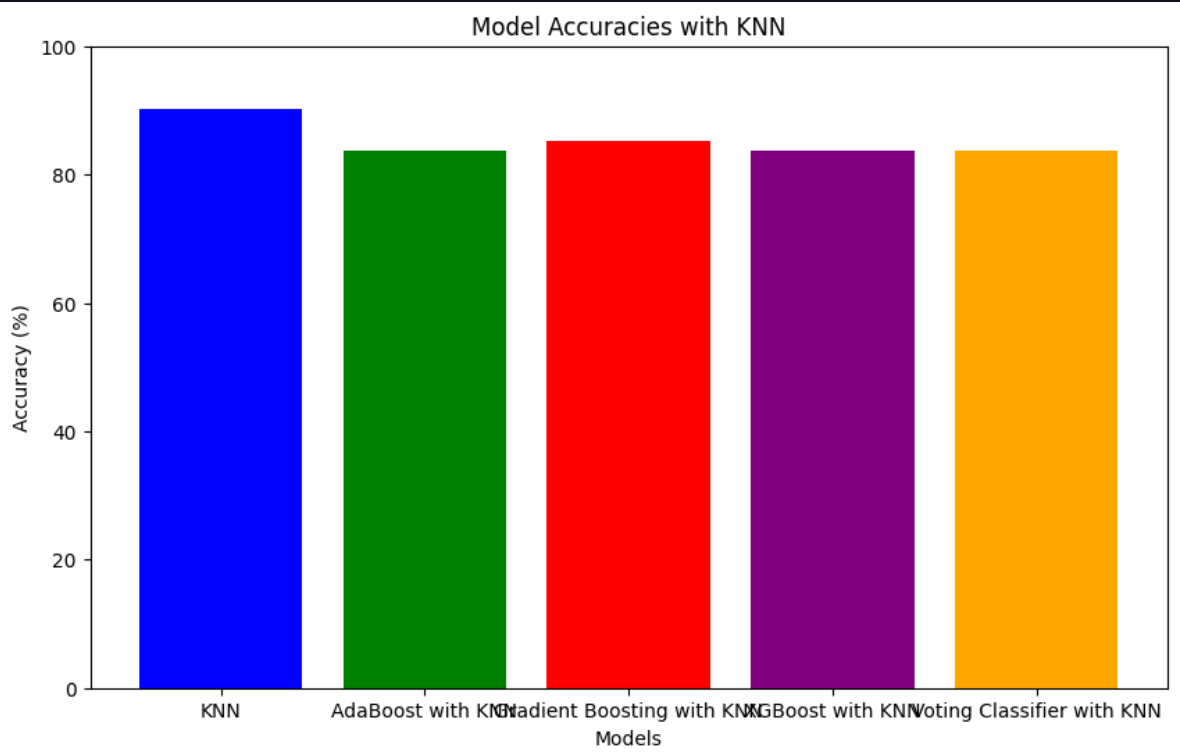 Model Accuracies with KNN
100
80
60
40
20
0
Accuracy (%)
KNN
AdaBoost with KNN
Gradient Boosting with KNN
XGBoost with KNN
Voting Classifier with KNN
Models